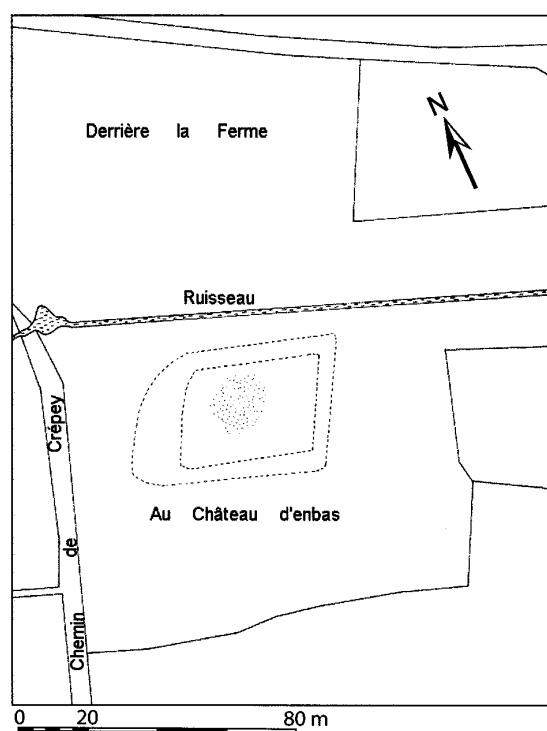 Derrière la Ferme
N
Ruisseau
Au Château d'enbas
Chemin de Crépey
0 20 80 m